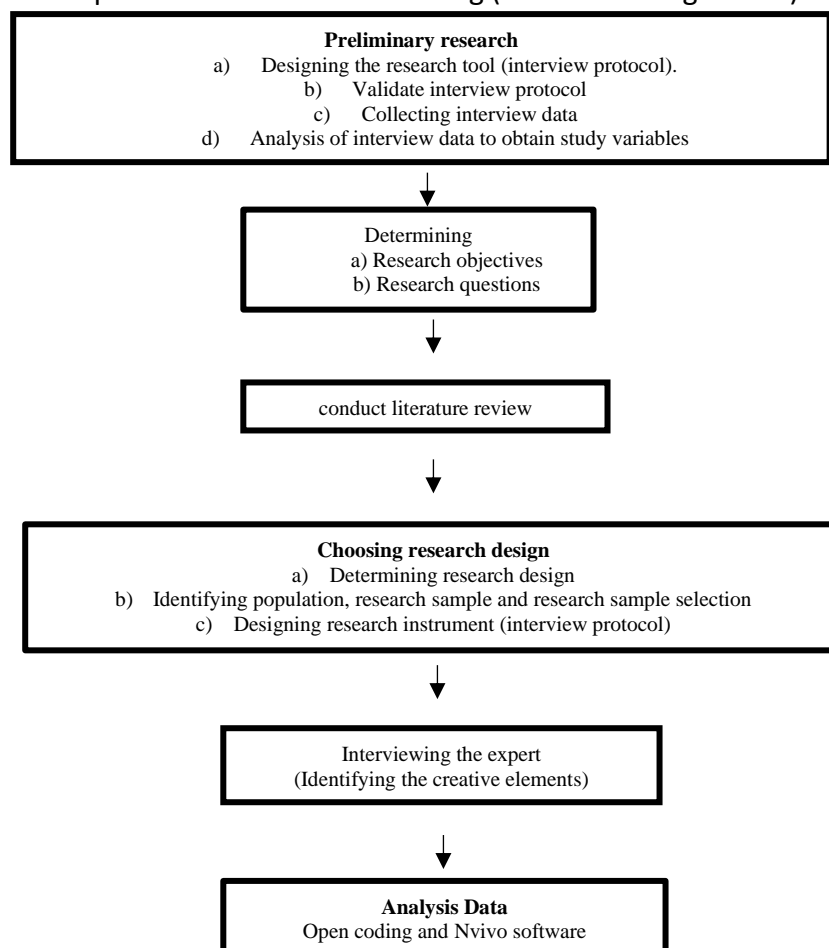 Preliminary research
a) Designing the research tool (interview protocol).
b) Validate interview protocol
c) Collecting interview data
d) Analysis of interview data to obtain study variables
Determining
a) Research objectives
b) Research questions
conduct literature review
Choosing research design
a) Determining research design
b) Identifying population, research sample and research sample selection
c) Designing research instrument (interview protocol)
Interviewing the expert
(Identifying the creative elements)
Analysis Data
Open coding and Nvivo software